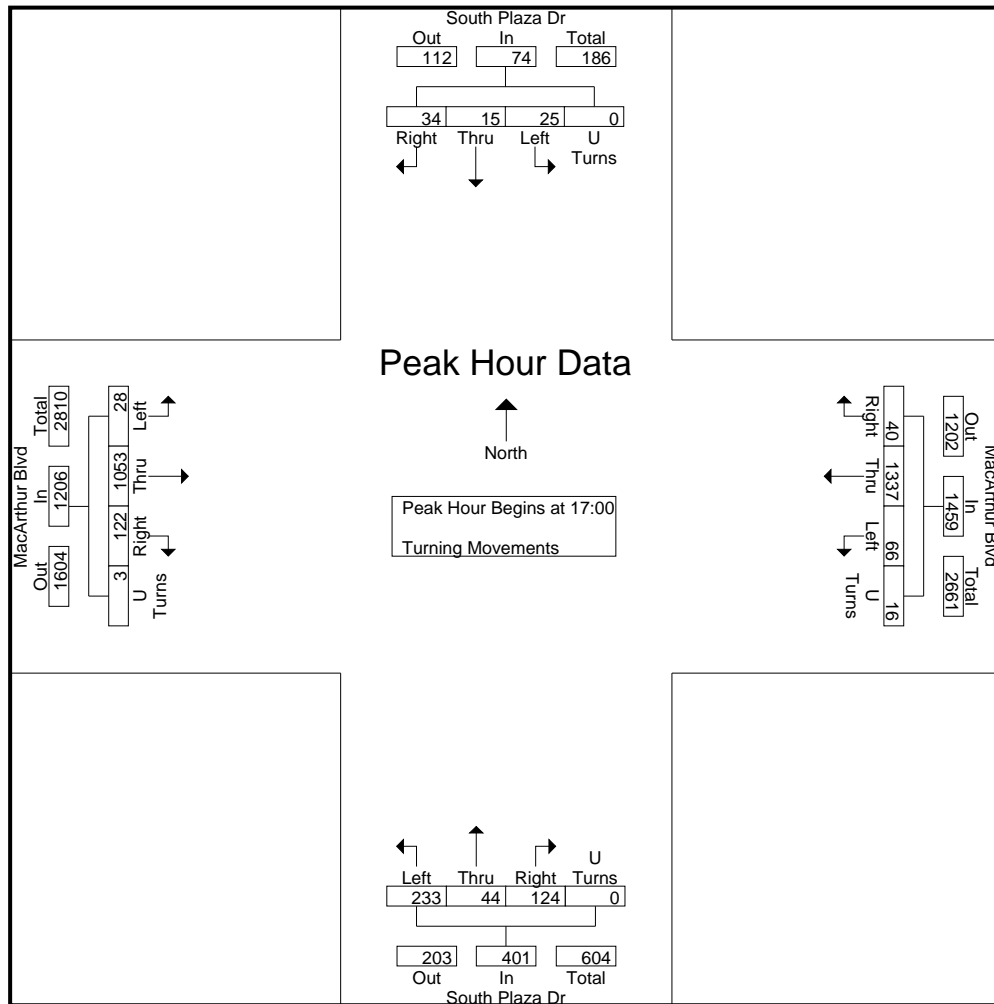 South Plaza Dr
Out In Total
112 74 186
34 15 25 0
Right Thru Left U
Turns
Peak Hour Data
North
Peak Hour Begins at 17:00
Turning Movements
MacArthur Blvd
Out In Total
1604 1206 2810
3 122 1053 28
U Right Thru Left
Turns
MacArthur Blvd
Out In Total
1202 1459 2661
40 1337 66 16
Right Thru Left U
Turns
U
Left Thru Right Turns
233 44 124 0
203 401 604
Out In Total
South Plaza Dr